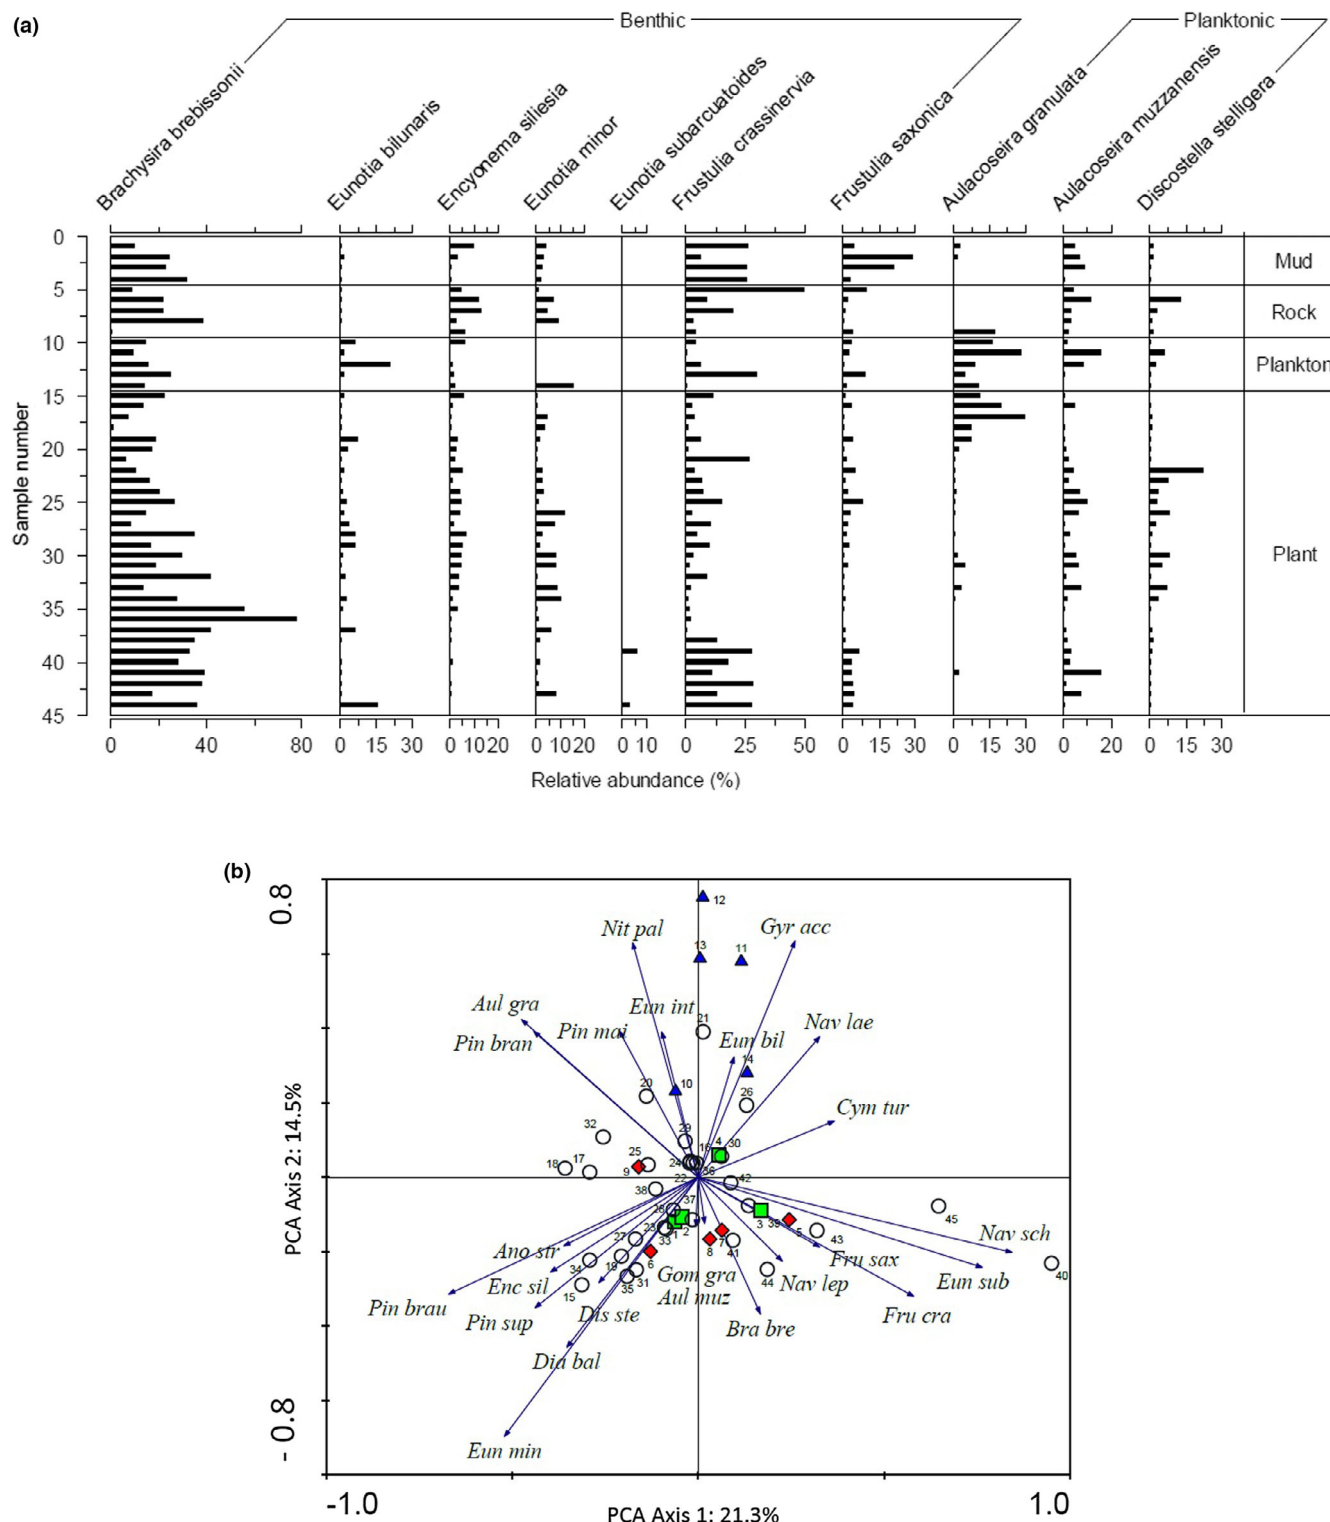 (a)
Benthic
Planktonic
Brachysira brebissonii
Eunotia bilunaris
Encyonema siliesia
Eunotia minor
Eunotia subarcuatoides
Frustulia crassinervia
Frustulia saxonica
Aulacoseira granulata
Aulacoseira muzzanensis
Discostella stelligera
Sample number
0
5
10
15
20
25
30
35
40
45
Mud
Rock
Plankton
Plant
0 40 80 0 15 30 0 10 20 0 10 20 0 10 0 25 50 0 15 30 0 15 30 0 20 0 15 30
Relative abundance (%)
(b)
0.8
PCA Axis 2: 14.5%
- 0.8
12
Nit pal
Gyr acc
13
11
Aul gra
Eun int
21
Pin bran
Pin mai
Nav lae
Eun bil
14
20
10
26
Cym tur
32
29
16
4
30
18
17
25
9
24
36
22
42
38
37
28
1
2
3
39
5
45
Nav sch
27
23
33
7
8
41
43
Ano str
Fru sax
40
34
19
6
Gom gra
Enc sil
31
35
44
Nav lep
Eun sub
15
Aul muz
Pin brau
Dis ste
Pin sup
Bra bre
Fru cra
Dia bal
Eun min
-1.0
1.0
PCA Axis 1: 21.3%